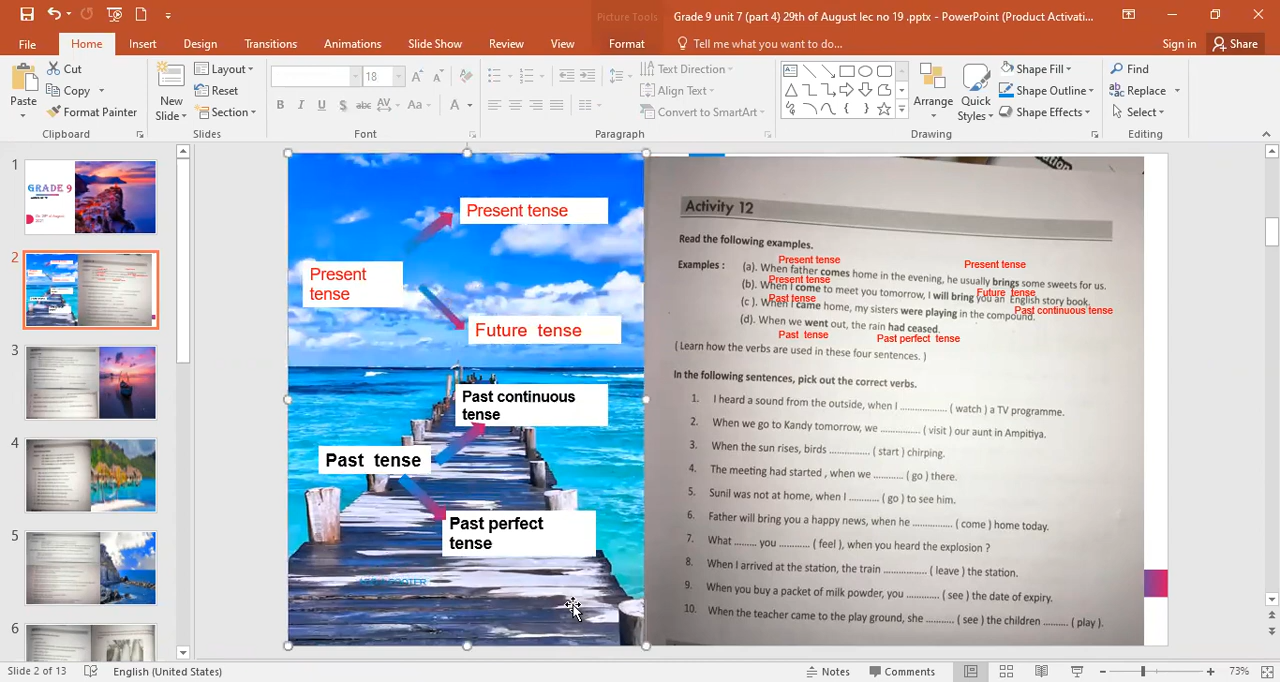 Picture Tools
Grade 9 unit 7 (part 4) 29th of August lec no 19 .pptx - PowerPoint (Product Activati...
File
Home
Insert
Design
Transitions
Animations
Slide Show
Review
View
Format
Tell me what you want to do...
Sign in
Share
Paste
Cut
Copy
Format Painter
Clipboard
New Slide
Layout
Reset
Section
Slides
18
B I U S abc AV Aa A
Font
Text Direction
Align Text
Convert to SmartArt
Paragraph
Arrange
Quick Styles
Shape Fill
Shape Outline
Shape Effects
Drawing
Find
Replace
Select
Editing
1
GRADE 9
2
3
4
5
6
Present tense
Present
tense
Future tense
Past continuous
tense
Past tense
Past perfect
tense
Activity 12
Read the following examples.
Present tense
Present tense
Examples : (a). When father comes home in the evening, he usually brings some sweets for us.
Present tense
Future tense
(b). When I come to meet you tomorrow, I will bring you an English story book.
Past tense
Past continuous tense
(c ). When I came home, my sisters were playing in the compound.
(d). When we went out, the rain had ceased.
Past tense
Past perfect tense
( Learn how the verbs are used in these four sentences. )
In the following sentences, pick out the correct verbs.
1. I heard a sound from the outside, when I .................. ( watch ) a TV programme.
2. When we go to Kandy tomorrow, we ............... ( visit ) our aunt in Ampitiya.
3. When the sun rises, birds ............... ( start ) chirping.
4. The meeting had started , when we ........... ( go ) there.
5. Sunil was not at home, when I ........... ( go ) to see him.
6. Father will bring you a happy news, when he ............... ( come ) home today.
7. What ........ you ........... ( feel ), when you heard the explosion ?
8. When I arrived at the station, the train ................. ( leave ) the station.
9. When you buy a packet of milk powder, you ............ ( see ) the date of expiry.
10. When the teacher came to the play ground, she .......... ( see ) the children ......... ( play ).
Slide 2 of 13
English (United States)
Notes
Comments
73%